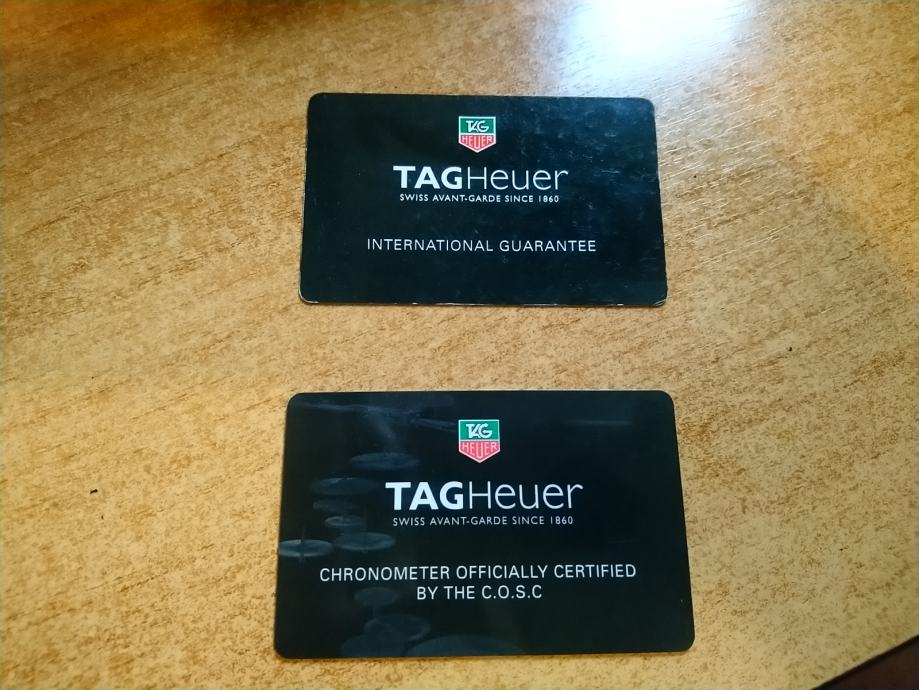 TAG
HEUER
TAGHeuer
SWISS AVANT-GARDE SINCE 1860
INTERNATIONAL GUARANTEE
TAG
HEUER
TAGHeuer
SWISS AVANT-GARDE SINCE 1860
CHRONOMETER OFFICIALLY CERTIFIED
BY THE C.O.S.C